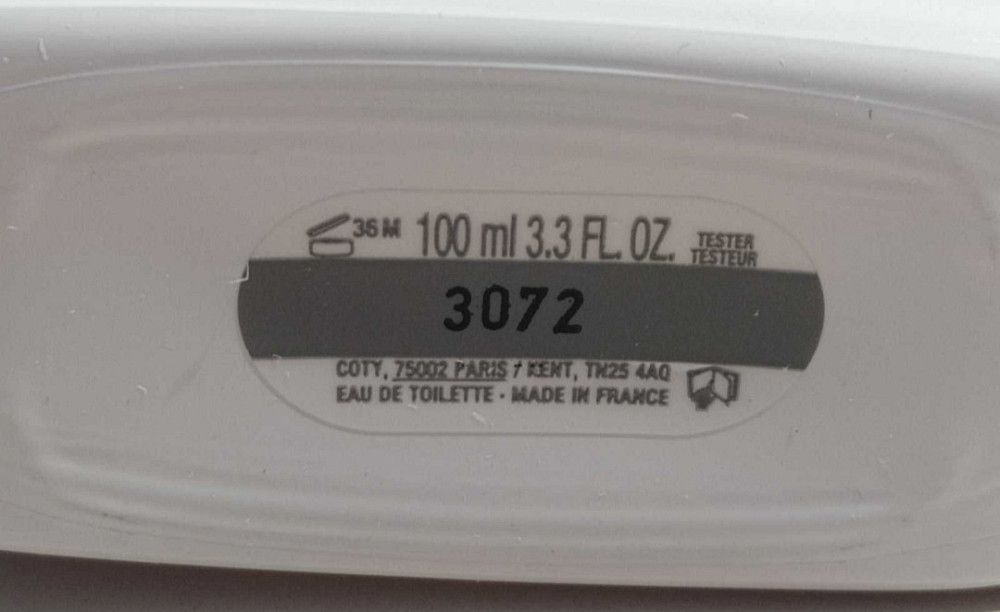 36 M 100 ml 3.3 FL. OZ. TESTER
TESTEUR
3072
COTY, 75002 PARIS / KENT, TN25 4AQ
EAU DE TOILETTE · MADE IN FRANCE